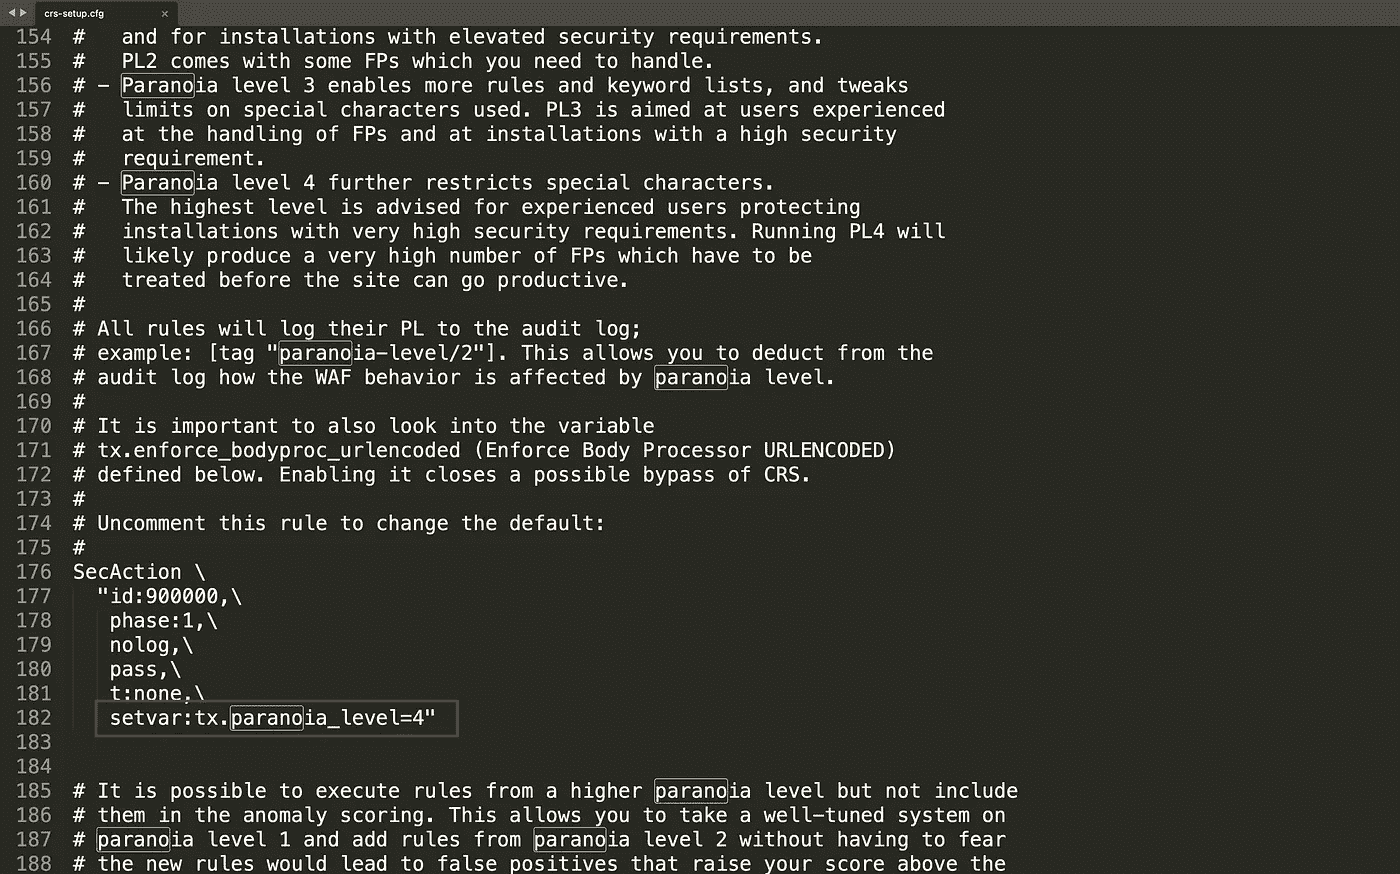 crs-setup.cfg ×
154 #   and for installations with elevated security requirements.
155 #   PL2 comes with some FPs which you need to handle.
156 # – Paranoia level 3 enables more rules and keyword lists, and tweaks
157 #   limits on special characters used. PL3 is aimed at users experienced
158 #   at the handling of FPs and at installations with a high security
159 #   requirement.
160 # – Paranoia level 4 further restricts special characters.
161 #   The highest level is advised for experienced users protecting
162 #   installations with very high security requirements. Running PL4 will
163 #   likely produce a very high number of FPs which have to be
164 #   treated before the site can go productive.
165 #
166 # All rules will log their PL to the audit log;
167 # example: [tag "paranoia-level/2"]. This allows you to deduct from the
168 # audit log how the WAF behavior is affected by paranoia level.
169 #
170 # It is important to also look into the variable
171 # tx.enforce_bodyproc_urlencoded (Enforce Body Processor URLENCODED)
172 # defined below. Enabling it closes a possible bypass of CRS.
173 #
174 # Uncomment this rule to change the default:
175 #
176 SecAction \
177   "id:900000,\
178    phase:1,\
179    nolog,\
180    pass,\
181    t:none,\
182    setvar:tx.paranoia_level=4"
183
184
185 # It is possible to execute rules from a higher paranoia level but not include
186 # them in the anomaly scoring. This allows you to take a well-tuned system on
187 # paranoia level 1 and add rules from paranoia level 2 without having to fear
188 # the new rules would lead to false positives that raise your score above the